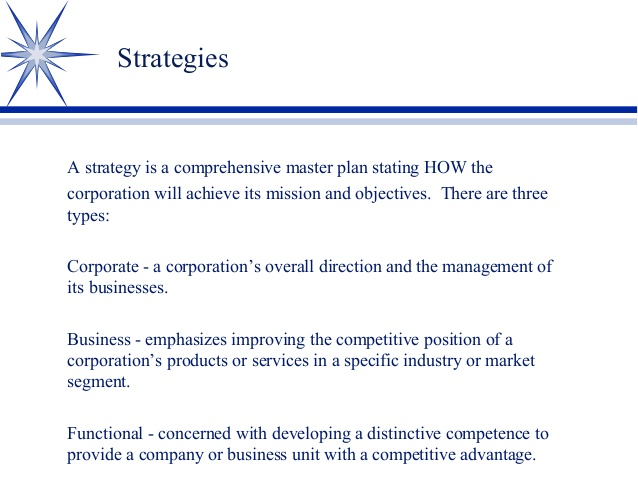 Strategies
A strategy is a comprehensive master plan stating HOW the
corporation will achieve its mission and objectives.  There are three
types:
Corporate - a corporation’s overall direction and the management of
its businesses.
Business - emphasizes improving the competitive position of a
corporation’s products or services in a specific industry or market
segment.
Functional - concerned with developing a distinctive competence to
provide a company or business unit with a competitive advantage.